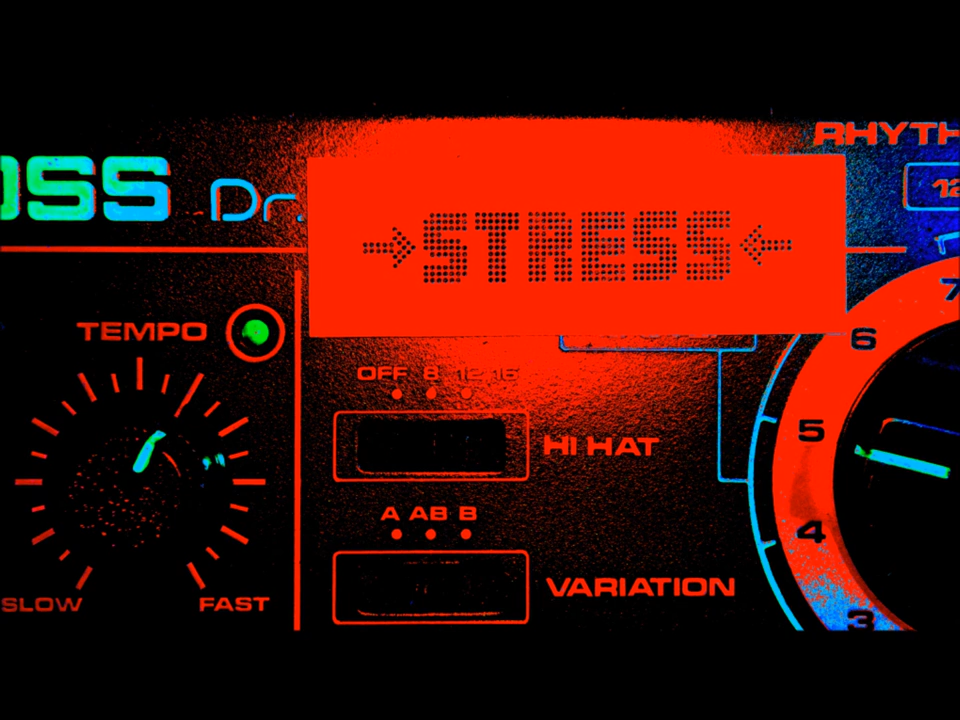 OSS Dr.
RHYTH
12
→STRESS←
TEMPO
OFF 8 12 16
HI HAT
A AB B
VARIATION
SLOW FAST
7
6
5
4
3